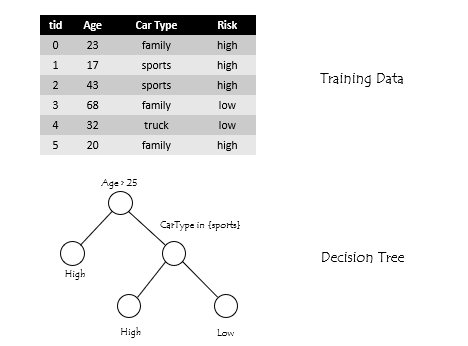 tid Age Car Type Risk
0 23 family high
1 17 sports high
2 43 sports high
3 68 family low
4 32 truck low
5 20 family high
Training Data
Age > 25
CarType in {sports}
High
High Low
Decision Tree